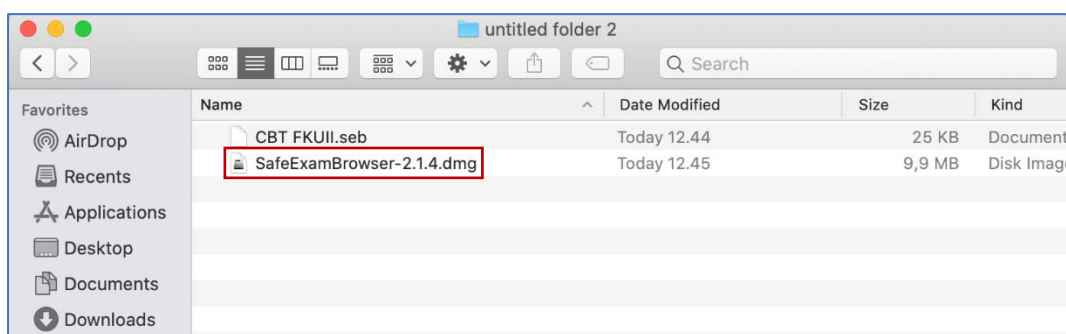 untitled folder 2
Search
Favorites
Name Date Modified Size Kind
AirDrop
CBT FKUII.seb Today 12.44 25 KB Document
Recents
SafeExamBrowser-2.1.4.dmg Today 12.45 9,9 MB Disk Imag
Applications
Desktop
Documents
Downloads